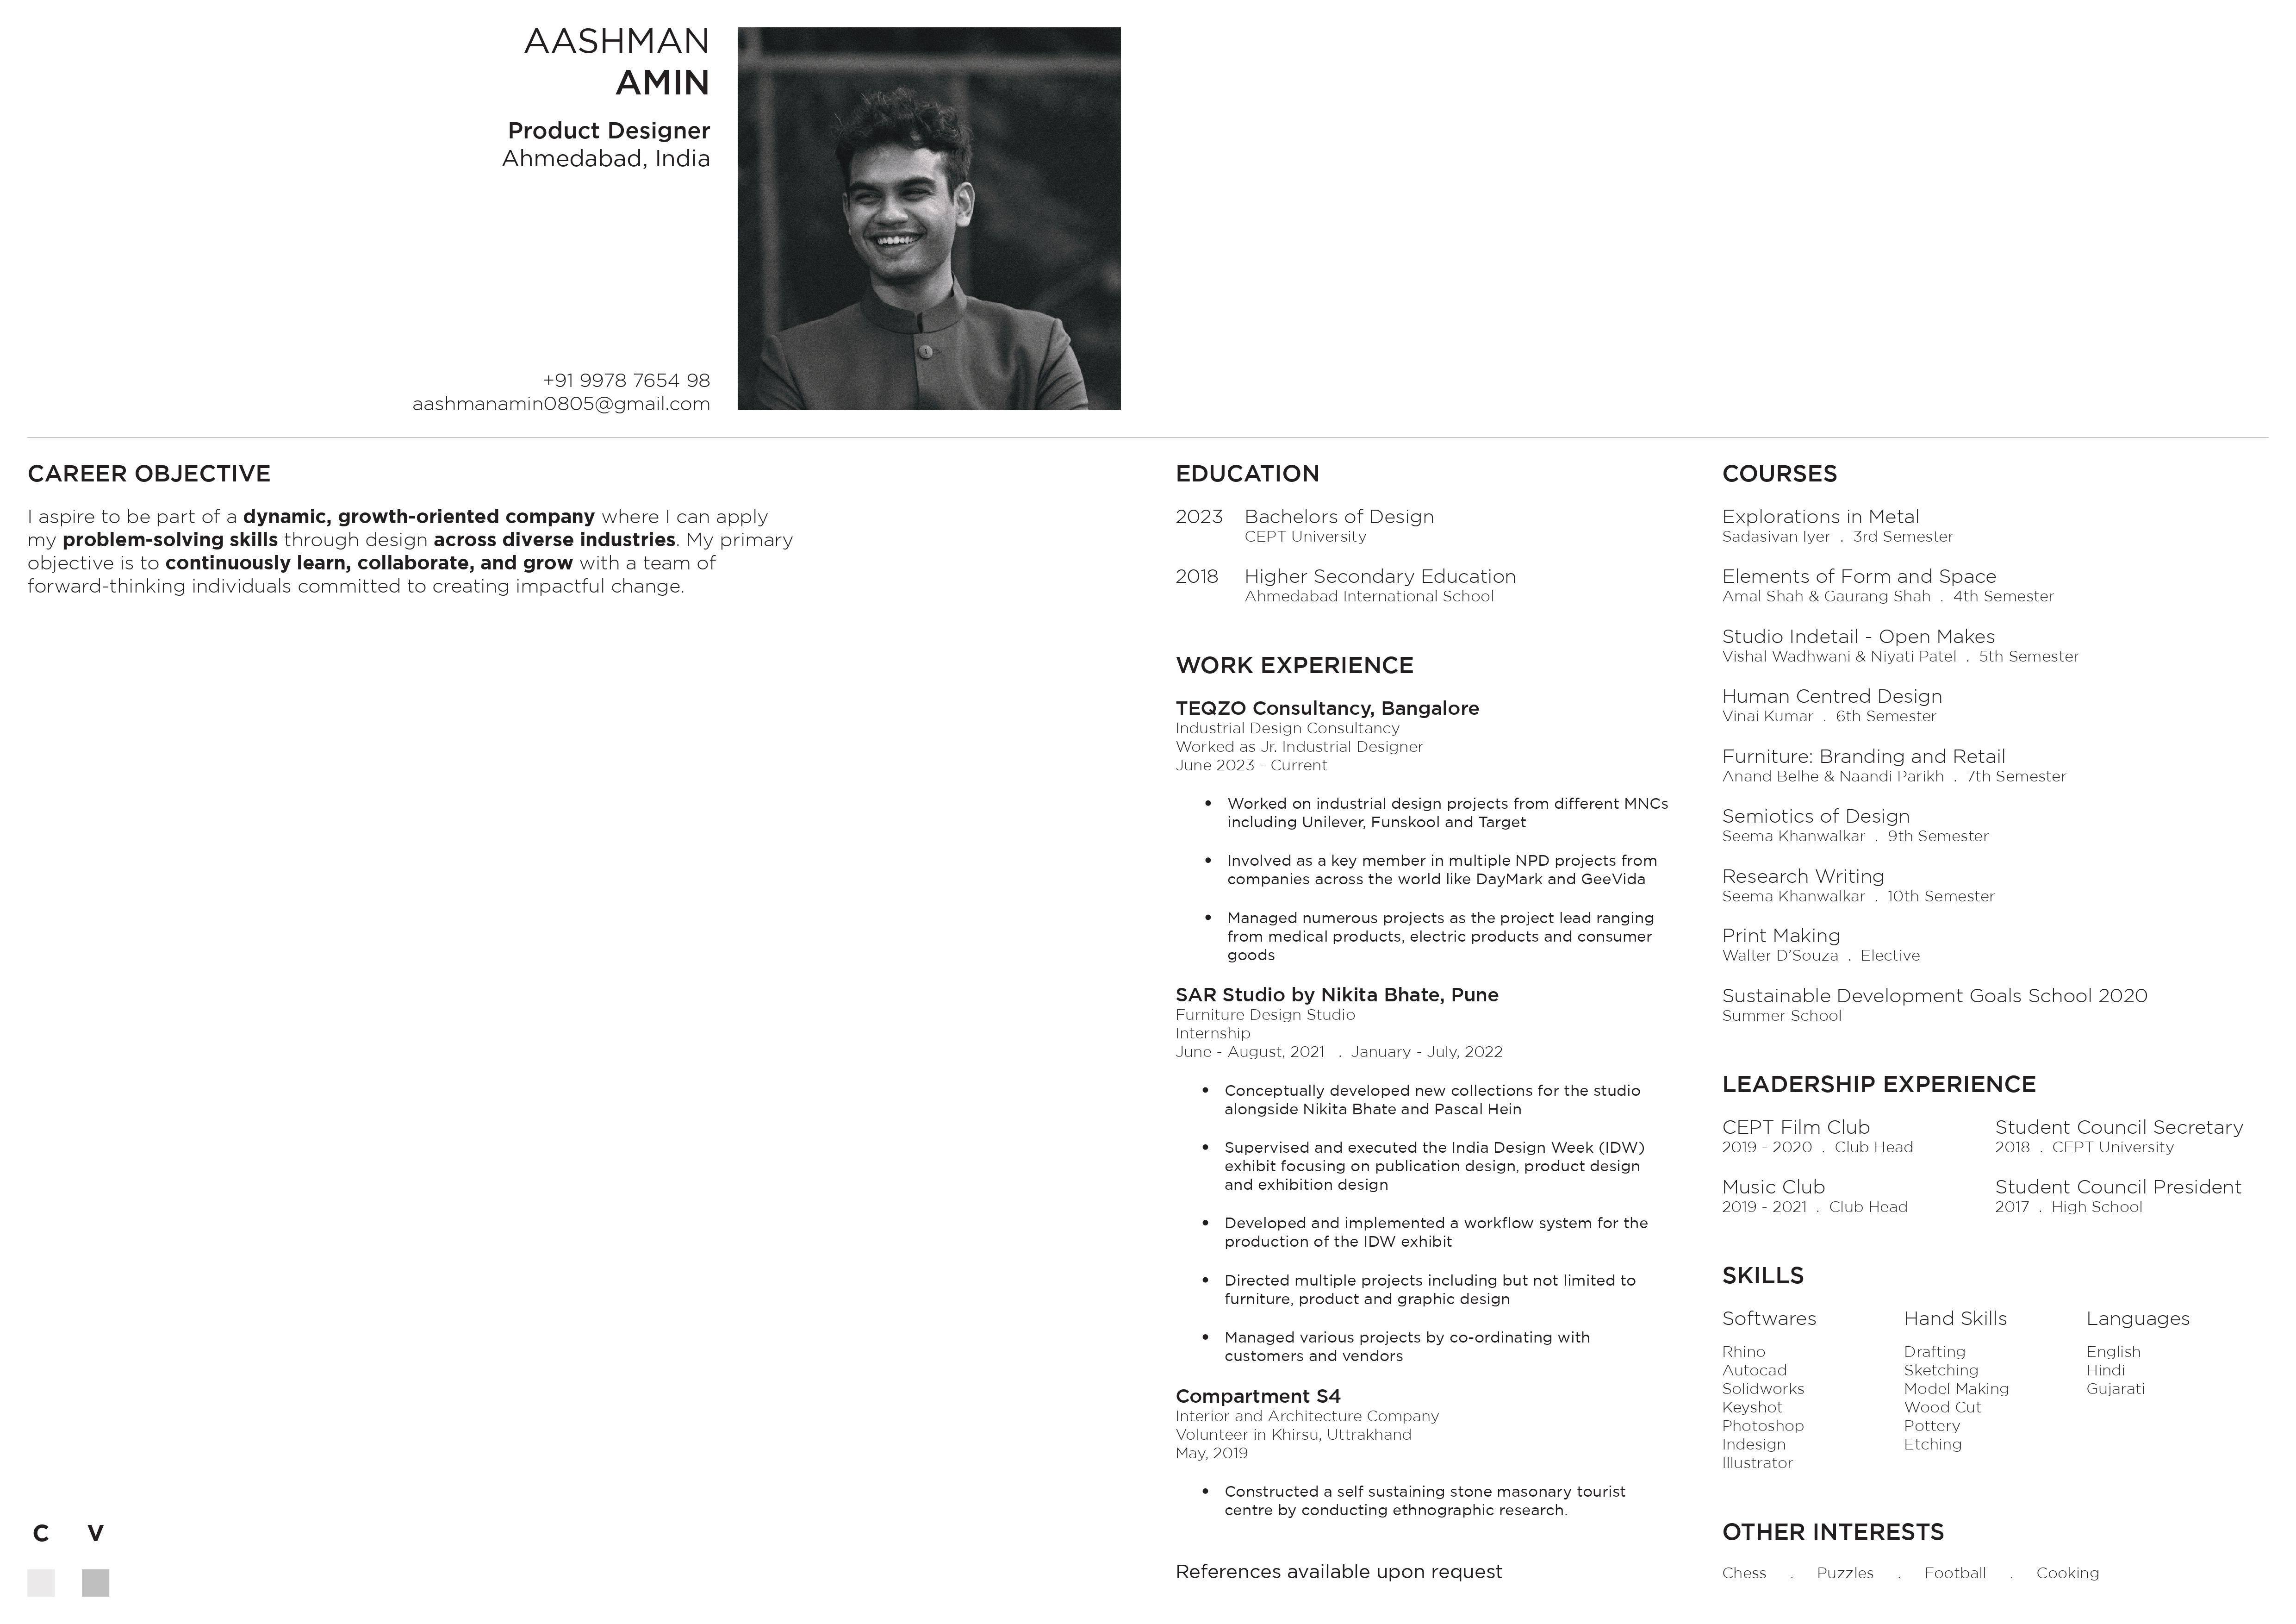 AASHMAN
AMIN
Product Designer
Ahmedabad, India
+91 9978 7654 98
aashmanamin0805@gmail.com
CAREER OBJECTIVE
I aspire to be part of a dynamic, growth-oriented company where I can apply
my problem-solving skills through design across diverse industries. My primary
objective is to continuously learn, collaborate, and grow with a team of
forward-thinking individuals committed to creating impactful change.
C V
EDUCATION
2023 Bachelors of Design
CEPT University
2018 Higher Secondary Education
Ahmedabad International School
WORK EXPERIENCE
TEQZO Consultancy, Bangalore
Industrial Design Consultancy
Worked as Jr. Industrial Designer
June 2023 - Current
• Worked on industrial design projects from different MNCs
including Unilever, Funskool and Target
• Involved as a key member in multiple NPD projects from
companies across the world like DayMark and GeeVida
• Managed numerous projects as the project lead ranging
from medical products, electric products and consumer
goods
SAR Studio by Nikita Bhate, Pune
Furniture Design Studio
Internship
June - August, 2021 . January - July, 2022
• Conceptually developed new collections for the studio
alongside Nikita Bhate and Pascal Hein
• Supervised and executed the India Design Week (IDW)
exhibit focusing on publication design, product design
and exhibition design
• Developed and implemented a workflow system for the
production of the IDW exhibit
• Directed multiple projects including but not limited to
furniture, product and graphic design
• Managed various projects by co-ordinating with
customers and vendors
Compartment S4
Interior and Architecture Company
Volunteer in Khirsu, Uttrakhand
May, 2019
• Constructed a self sustaining stone masonary tourist
centre by conducting ethnographic research.
References available upon request
COURSES
Explorations in Metal
Sadasivan Iyer . 3rd Semester
Elements of Form and Space
Amal Shah & Gaurang Shah . 4th Semester
Studio Indetail - Open Makes
Vishal Wadhwani & Niyati Patel . 5th Semester
Human Centred Design
Vinai Kumar . 6th Semester
Furniture: Branding and Retail
Anand Belhe & Naandi Parikh . 7th Semester
Semiotics of Design
Seema Khanwalkar . 9th Semester
Research Writing
Seema Khanwalkar . 10th Semester
Print Making
Walter D'Souza . Elective
Sustainable Development Goals School 2020
Summer School
LEADERSHIP EXPERIENCE
CEPT Film Club
2019 - 2020 . Club Head
Student Council Secretary
2018 . CEPT University
Music Club
2019 - 2021 . Club Head
Student Council President
2017 . High School
SKILLS
Softwares
Rhino
Autocad
Solidworks
Keyshot
Photoshop
Indesign
Illustrator
Hand Skills
Drafting
Sketching
Model Making
Wood Cut
Pottery
Etching
Languages
English
Hindi
Gujarati
OTHER INTERESTS
Chess . Puzzles . Football . Cooking